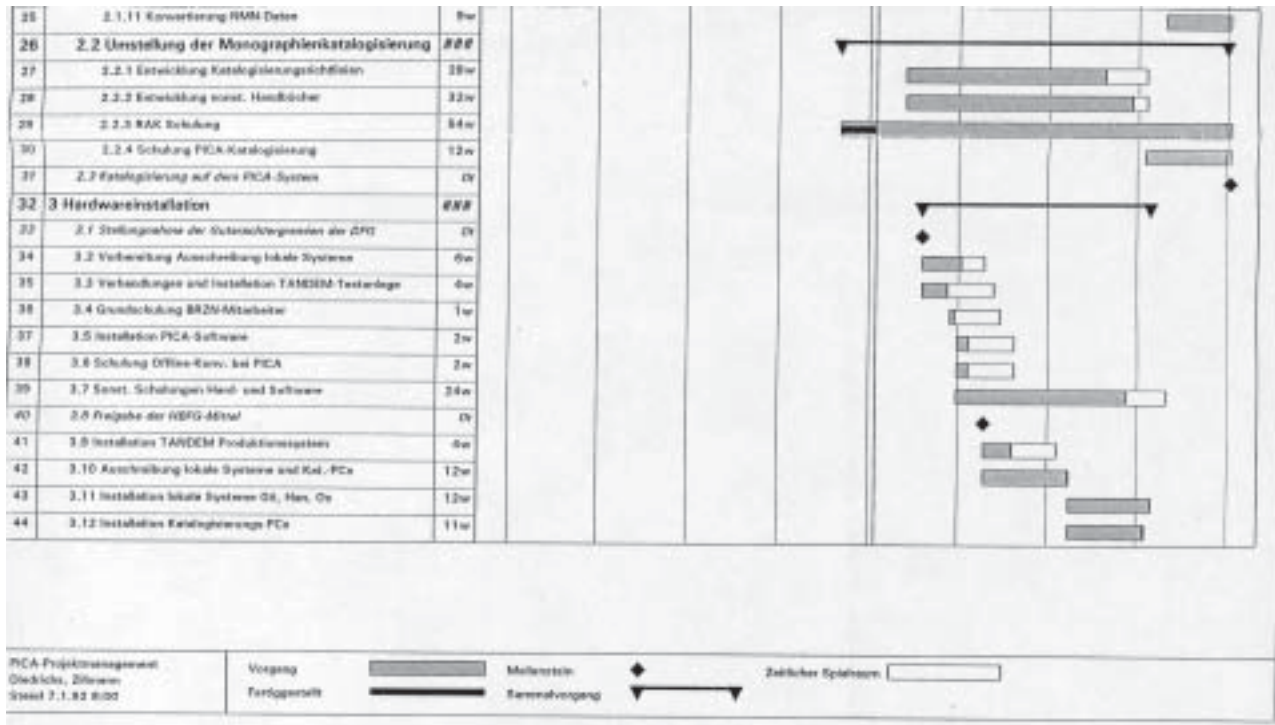 25 2.1.11 Konvertierung NMN-Daten 9w
26 2.2 Umstellung der Monographienkatalogisierung ###
27 2.2.1 Entwicklung Katalogisierungsrichtlinien 28w
28 2.2.2 Entwicklung sonst. Handbücher 32w
29 2.2.3 RAK Schulung 54w
30 2.2.4 Schulung PICA-Katalogisierung 12w
31 2.3 Katalogisierung auf dem PICA-System
32 3 Hardwareinstallation ###
33 3.1 Stellungnahme der Gutachtergremien der DFG
34 3.2 Vorbereitung Ausschreibung lokale Systeme 6w
35 3.3 Verhandlungen und Installation TANDEM-Testanlage 4w
36 3.4 Grundschulung BRZN-Mitarbeiter 1w
37 3.5 Installation PICA-Software 2w
38 3.6 Schulung Offline-Konv. bei PICA 2w
39 3.7 Sonst. Schulungen Hard- und Software 24w
40 3.8 Freigabe der HBFG-Mittel
41 3.9 Installation TANDEM Produktionssystem 4w
42 3.10 Ausschreibung lokale Systeme und Kat.-PCs 12w
43 3.11 Installation lokale Systeme Gö, Han, Os 12w
44 3.12 Installation Katalogisierungs PCs 11w
PICA-Projektmanagement
Diedrichs,
Stand 7.1.92 8:00
Vorgang Meilenstein Zeitlicher Spielraum
Fertiggestellt Sammelvorgang